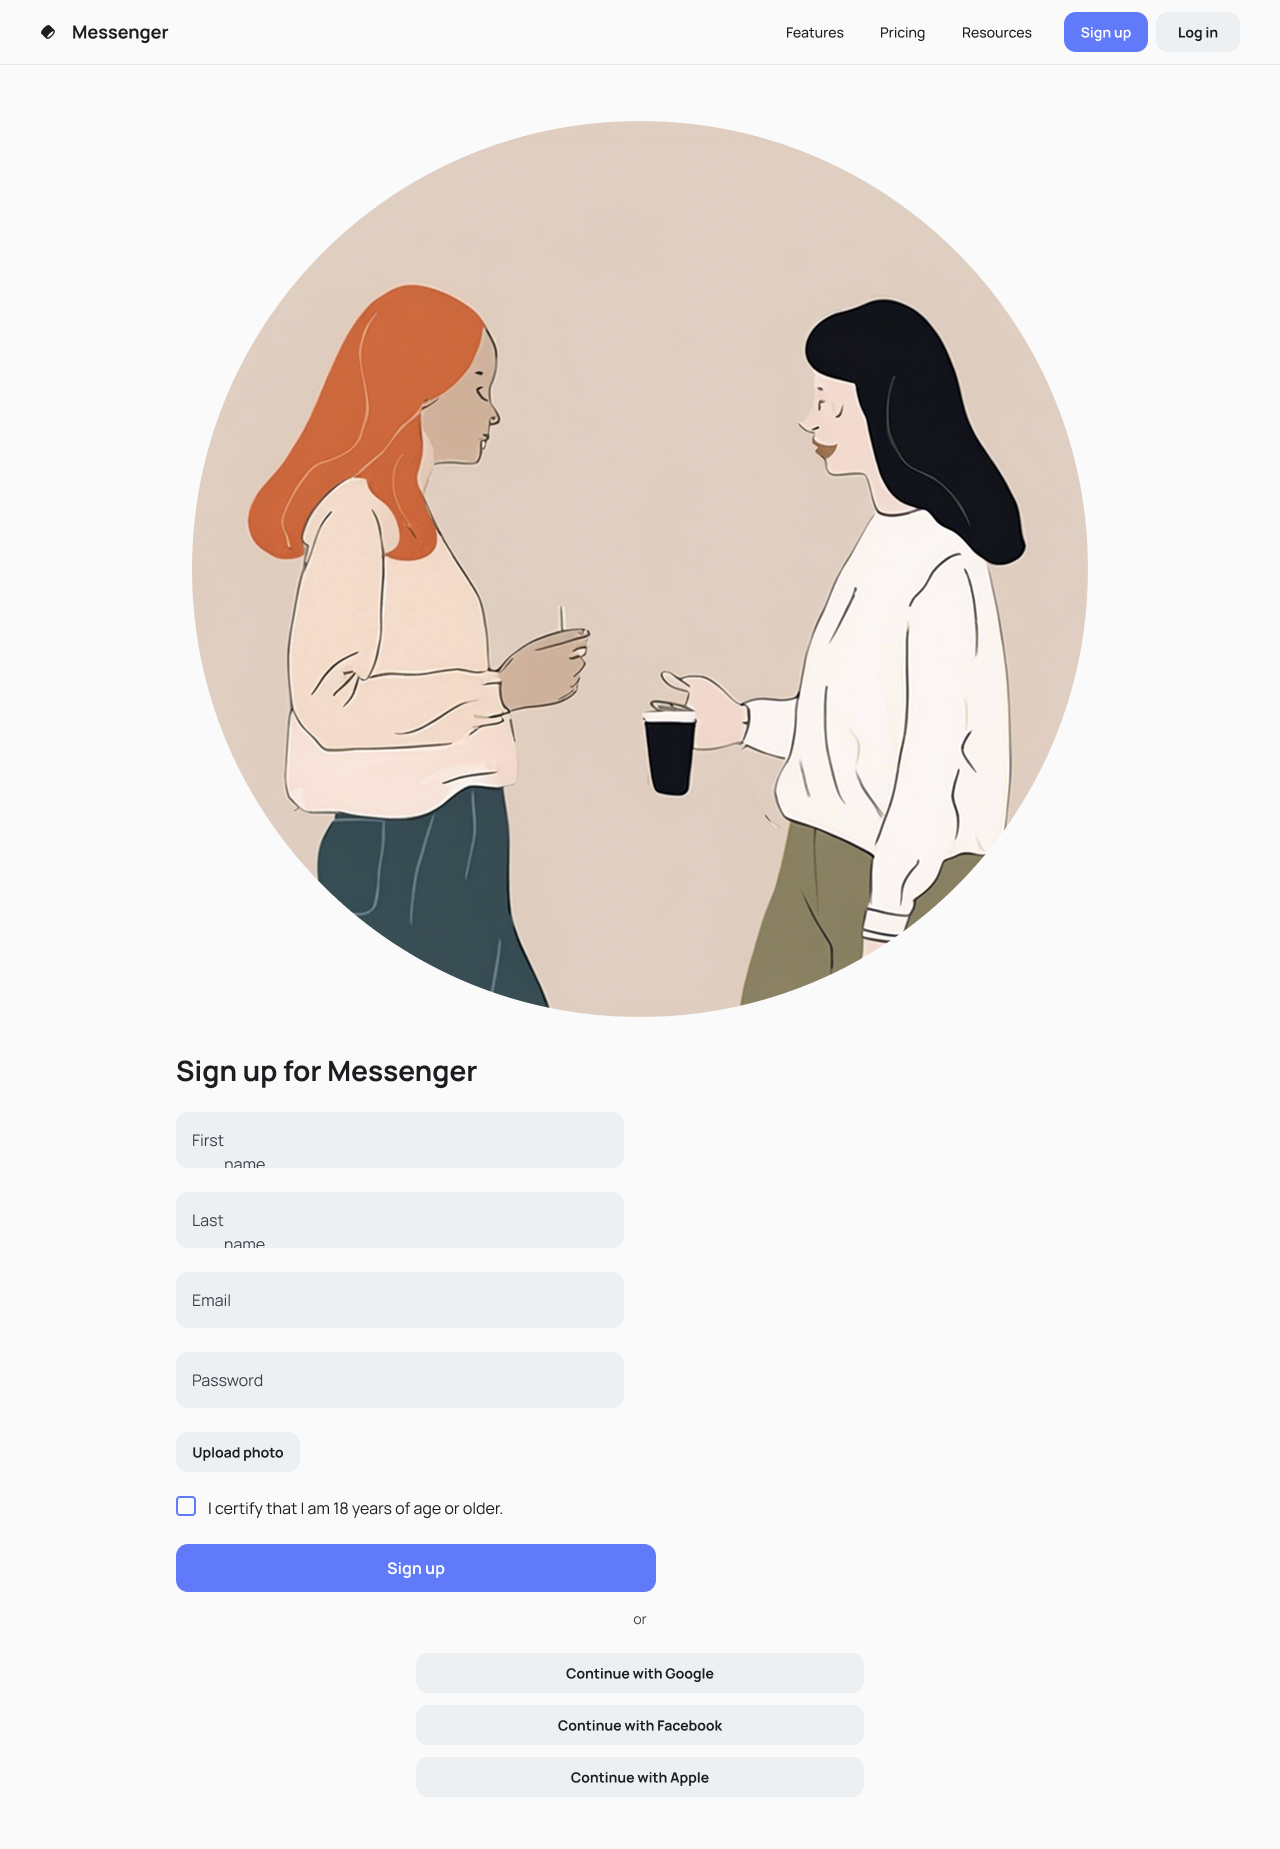 Messenger
Features
Pricing
Resources
Sign up
Log in
Sign up for Messenger
First
name
Last
name
Email
Password
Upload photo
I certify that I am 18 years of age or older.
Sign up
or
Continue with Google
Continue with Facebook
Continue with Apple